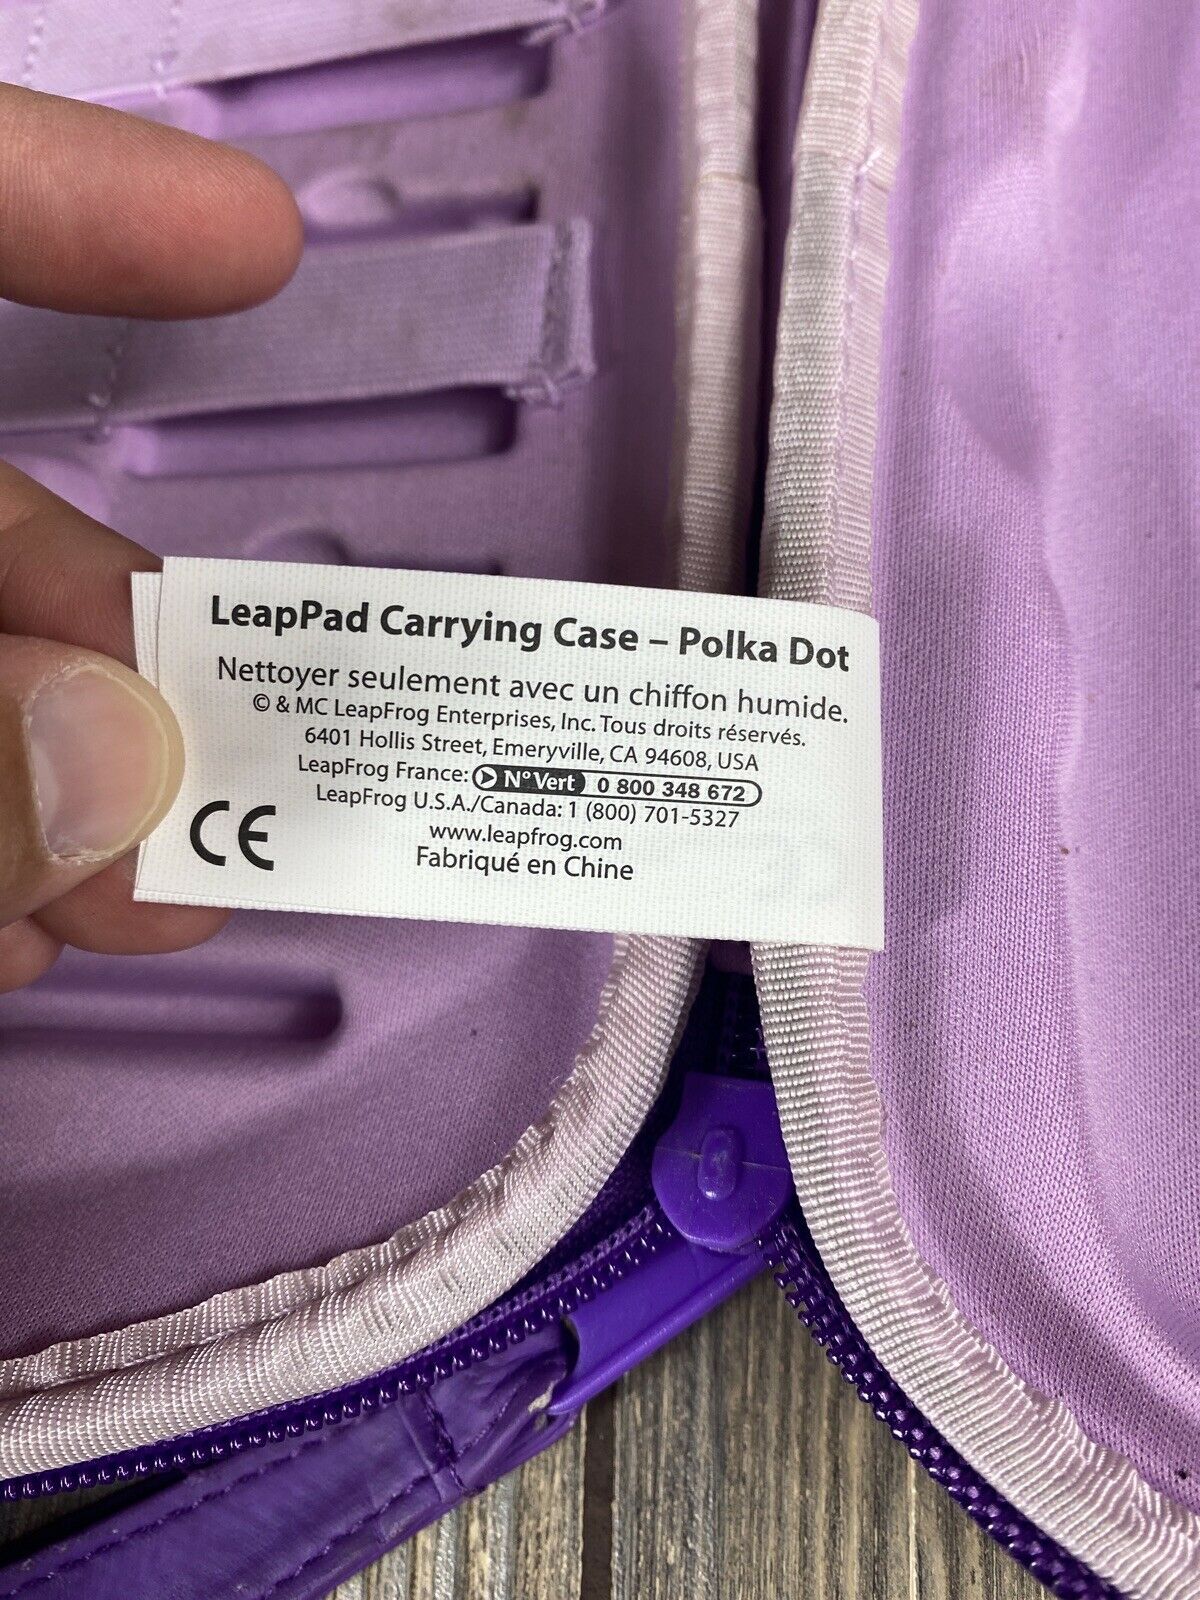 LeapPad Carrying Case – Polka Dot
Nettoyer seulement avec un chiffon humide.
© & MC LeapFrog Enterprises, Inc. Tous droits réservés.
6401 Hollis Street, Emeryville, CA 94608, USA
LeapFrog France: N° Vert 0 800 348 672
LeapFrog U.S.A./Canada: 1 (800) 701-5327
www.leapfrog.com
CE Fabriqué en Chine